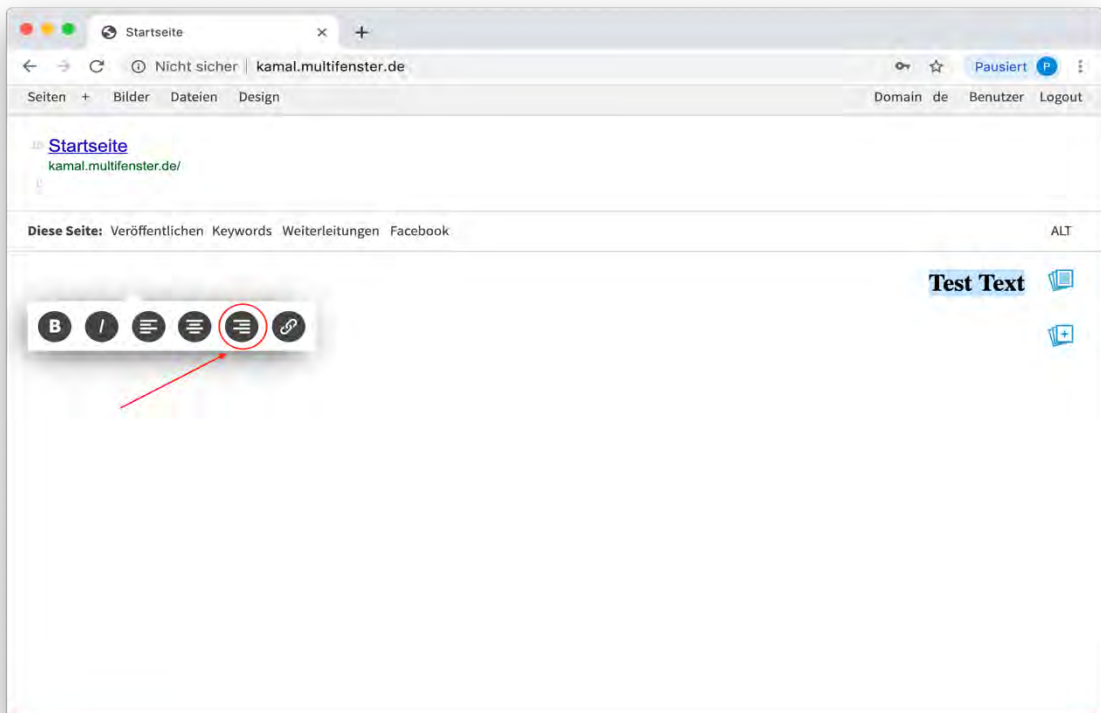 Startseite
Nicht sicher | kamal.multifenster.de
Pausiert P
Seiten + Bilder Dateien Design
Domain de Benutzer Logout
Startseite
kamal.multifenster.de/
Diese Seite: Veröffentlichen Keywords Weiterleitungen Facebook
ALT
Test Text
B I